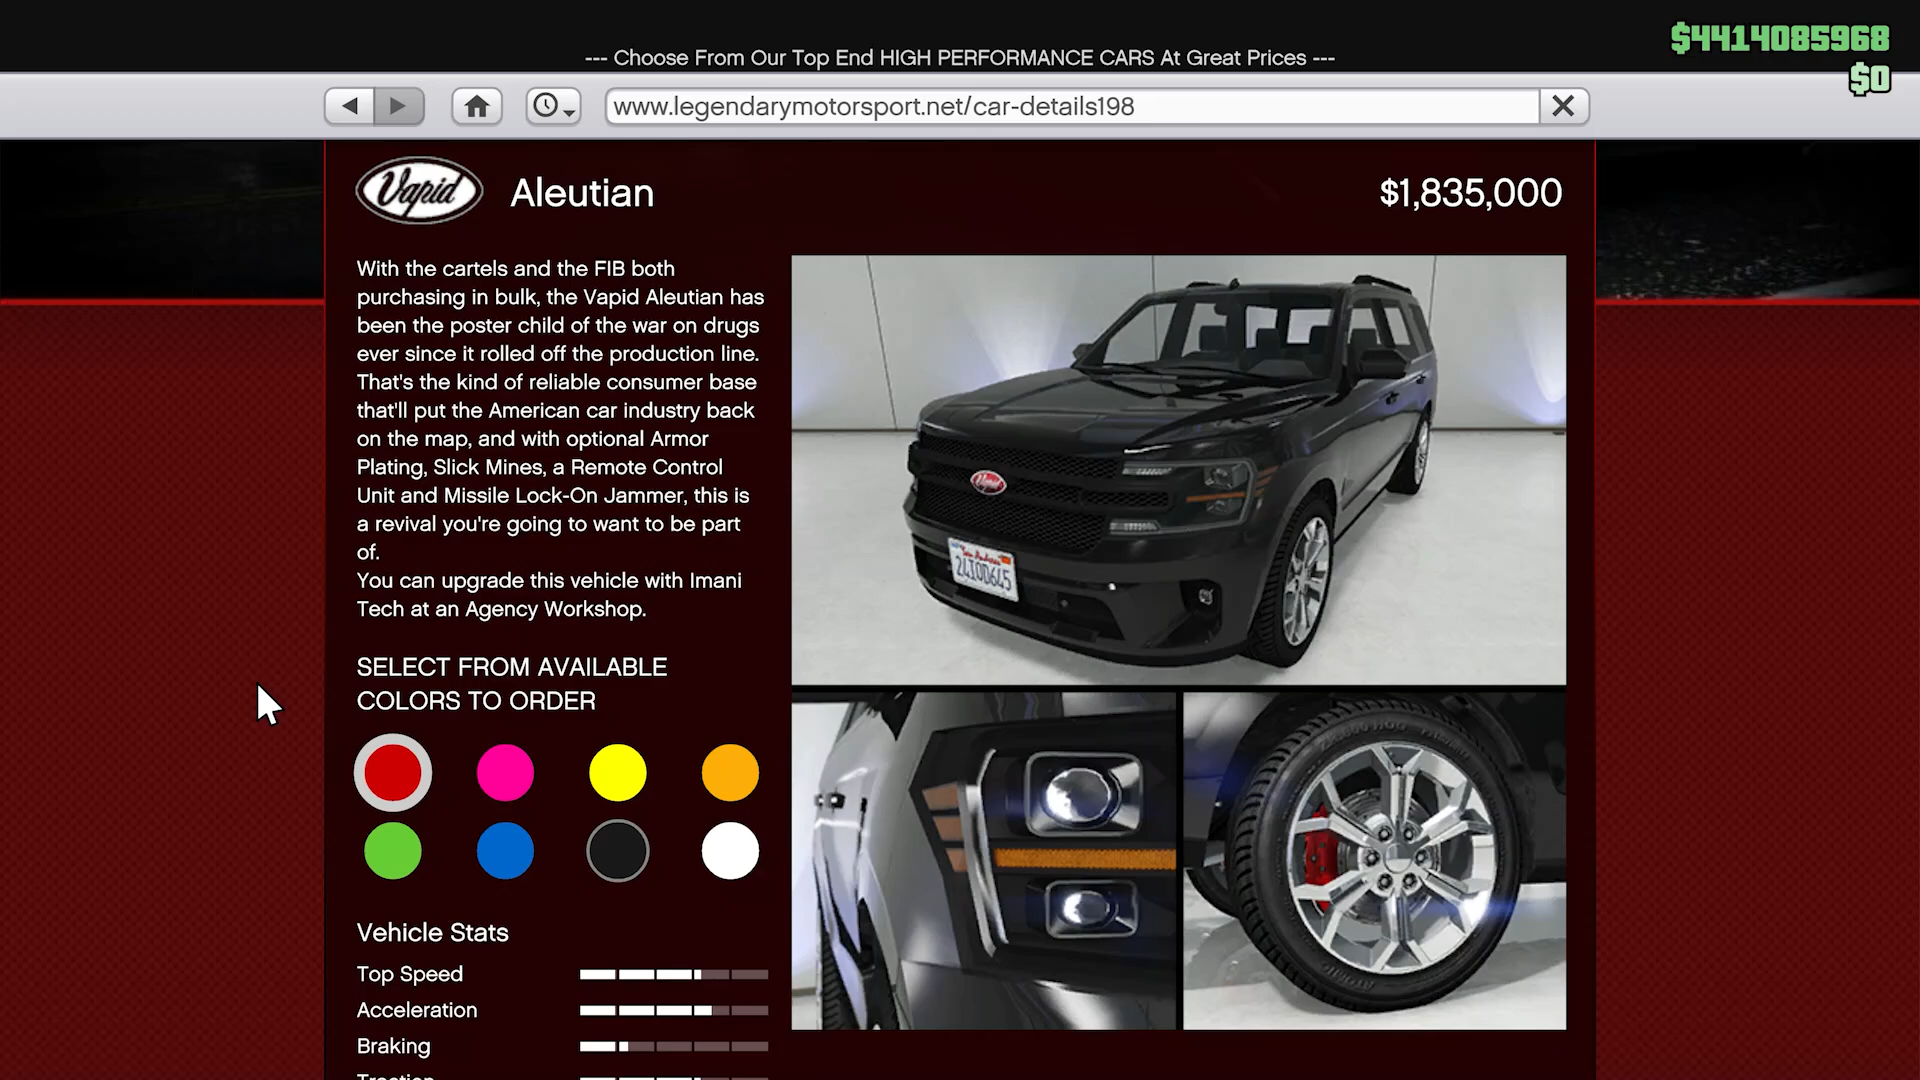 $4414085968
--- Choose From Our Top End HIGH PERFORMANCE CARS At Great Prices ---
$0
www.legendarymotorsport.net/car-details198
Vapid
Aleutian
$1,835,000
With the cartels and the FIB both
purchasing in bulk, the Vapid Aleutian has
been the poster child of the war on drugs
ever since it rolled off the production line.
That's the kind of reliable consumer base
that'll put the American car industry back
on the map, and with optional Armor
Plating, Slick Mines, a Remote Control
Unit and Missile Lock-On Jammer, this is
a revival you're going to want to be part
of.
You can upgrade this vehicle with Imani
Tech at an Agency Workshop.
Vapid
San Andreas
24IOD645
SELECT FROM AVAILABLE
COLORS TO ORDER
Vehicle Stats
Top Speed
Acceleration
Braking
Traction